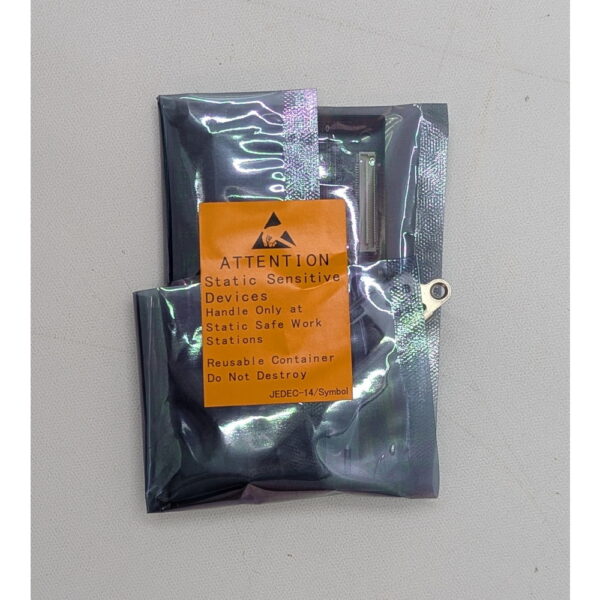 ATTENTION
Static Sensitive
Devices
Handle Only at
Static Safe Work
Stations
Reusable Container
Do Not Destroy
JEDEC-14/Symbol